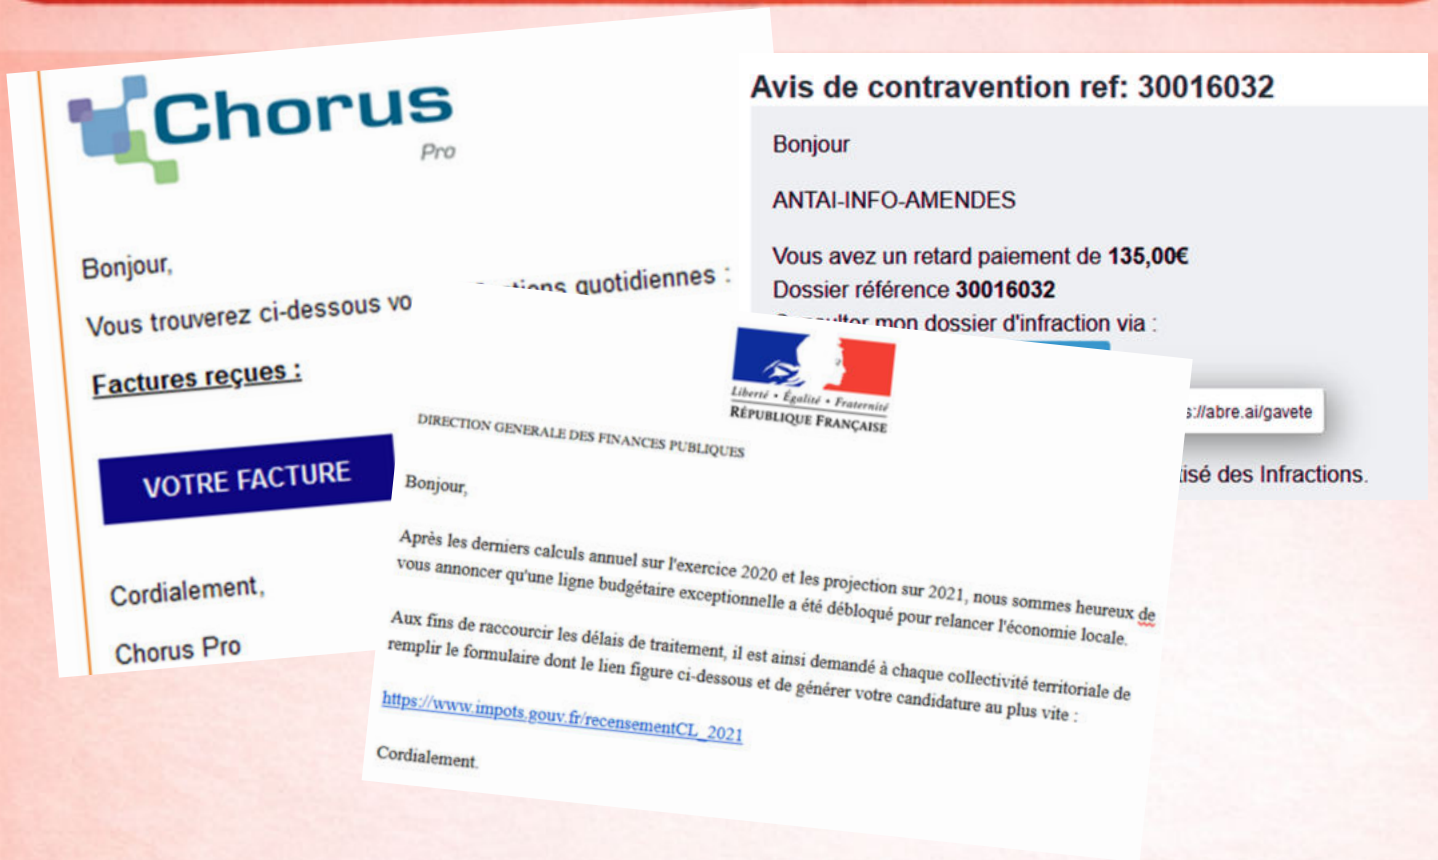 Chorus
Pro
Bonjour,
Vous trouverez ci-dessous vo
quotidiennes :
Factures reçues :
VOTRE FACTURE
Cordialement,
Chorus Pro
Avis de contravention ref: 30016032
Bonjour
ANTAI-INFO-AMENDES
Vous avez un retard paiement de 135,00€
Dossier référence 30016032
mon dossier d'infraction via :
s://abre.ai/gavete
tisé des Infractions.
Liberté • Égalité • Fraternité
RÉPUBLIQUE FRANÇAISE
DIRECTION GENERALE DES FINANCES PUBLIQUES
Bonjour,
Après les derniers calculs annuel sur l'exercice 2020 et les projection sur 2021, nous sommes heureux de
vous annoncer qu'une ligne budgétaire exceptionnelle a été débloqué pour relancer l'économie locale.
Aux fins de raccourcir les délais de traitement, il est ainsi demandé à chaque collectivité territoriale de
remplir le formulaire dont le lien figure ci-dessous et de générer votre candidature au plus vite :
https://www.impots.gouv.fr/recensementCL_2021
Cordialement.